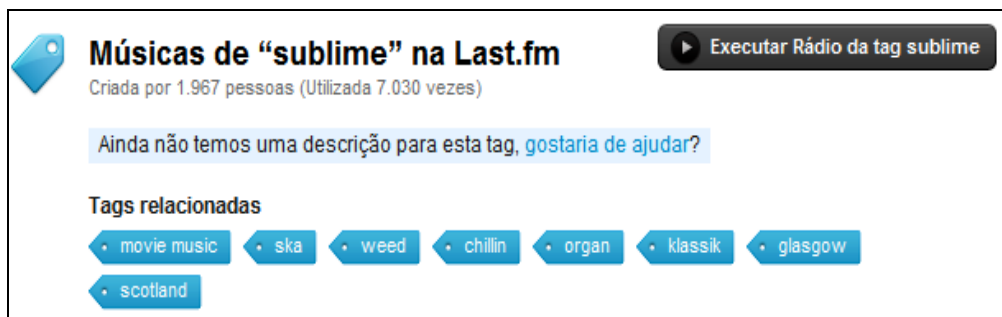 Músicas de “sublime” na Last.fm
Executar Rádio da tag sublime
Criada por 1.967 pessoas (Utilizada 7.030 vezes)
Ainda não temos uma descrição para esta tag, gostaria de ajudar?
Tags relacionadas
movie music ska weed chillin organ klassik glasgow
scotland